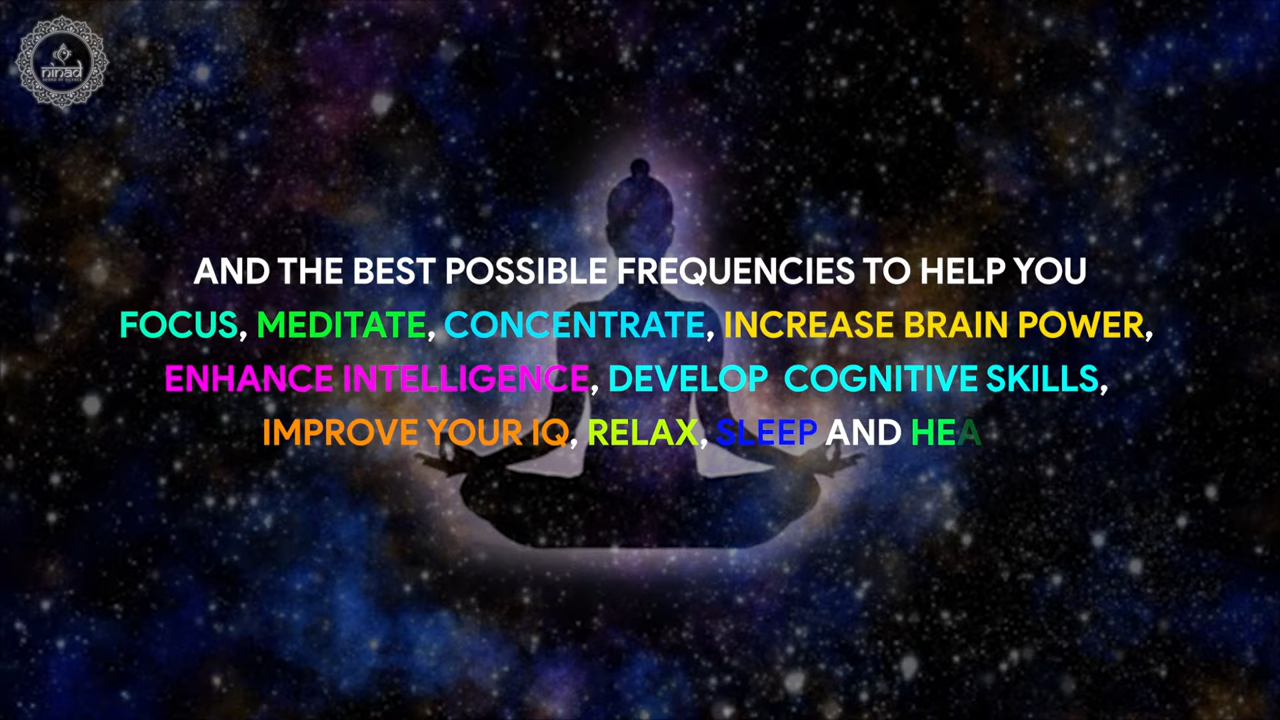 ninad
AND THE BEST POSSIBLE FREQUENCIES TO HELP YOU
FOCUS, MEDITATE, CONCENTRATE, INCREASE BRAIN POWER,
ENHANCE INTELLIGENCE, DEVELOP COGNITIVE SKILLS,
IMPROVE YOUR IQ, RELAX, SLEEP AND HEA